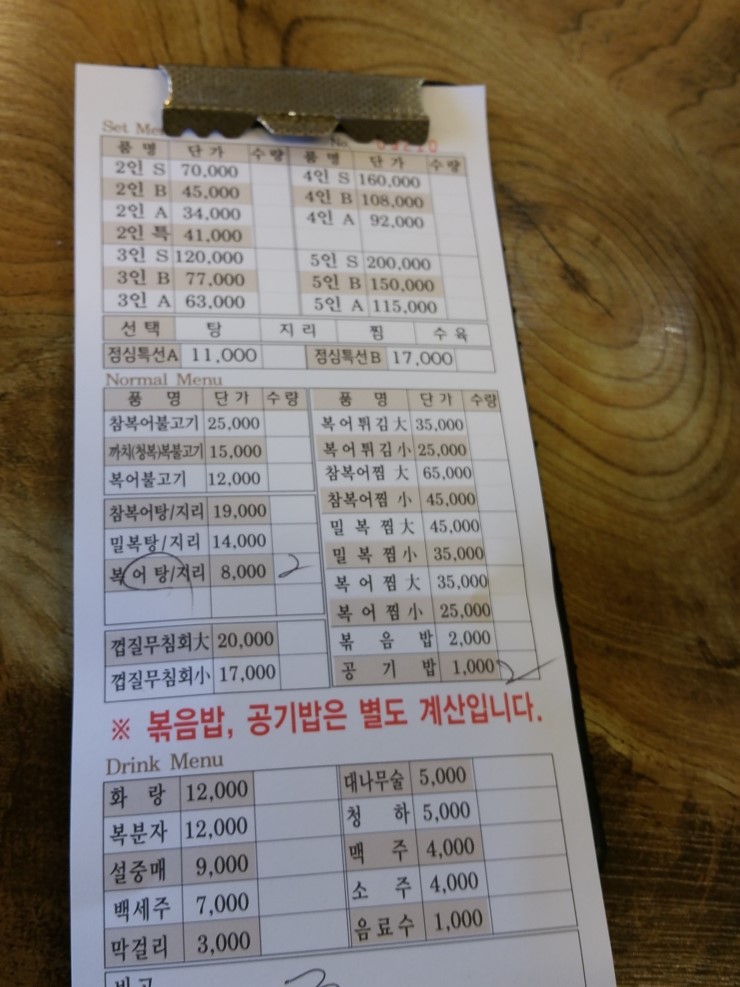 Set Me
No. 03210
품 명 단 가 수량 품 명 단 가 수량
2인 S 70,000 4인 S 160,000
2인 B 45,000 4인 B 108,000
2인 A 34,000 4인 A 92,000
2인 특 41,000
3인 S 120,000 5인 S 200,000
3인 B 77,000 5인 B 150,000
3인 A 63,000 5인 A 115,000
선택 탕 지리 찜 수육
점심특선A 11,000 점심특선B 17,000
Normal Menu
품 명 단가 수량 품 명 단가 수량
참복어불고기 25,000 복어튀김大 35,000
까치(청복)복불고기 15,000 복어튀김小 25,000
복어불고기 12,000 참복어찜 大 65,000
참복어탕/지리 19,000 참복어찜 小 45,000
밀복탕/지리 14,000 밀 복 찜大 45,000
복어탕/지리 8,000 2 밀 복 찜小 35,000
복 어 찜大 35,000
복 어 찜小 25,000
껍질무침회大 20,000 볶 음 밥 2,000
껍질무침회小 17,000 공 기 밥 1,000 2
※ 볶음밥, 공기밥은 별도 계산입니다.
Drink Menu
화 랑 12,000 대나무술 5,000
복분자 12,000 청 하 5,000
설중매 9,000 맥 주 4,000
백세주 7,000 소 주 4,000
막걸리 3,000 음료수 1,000
비고